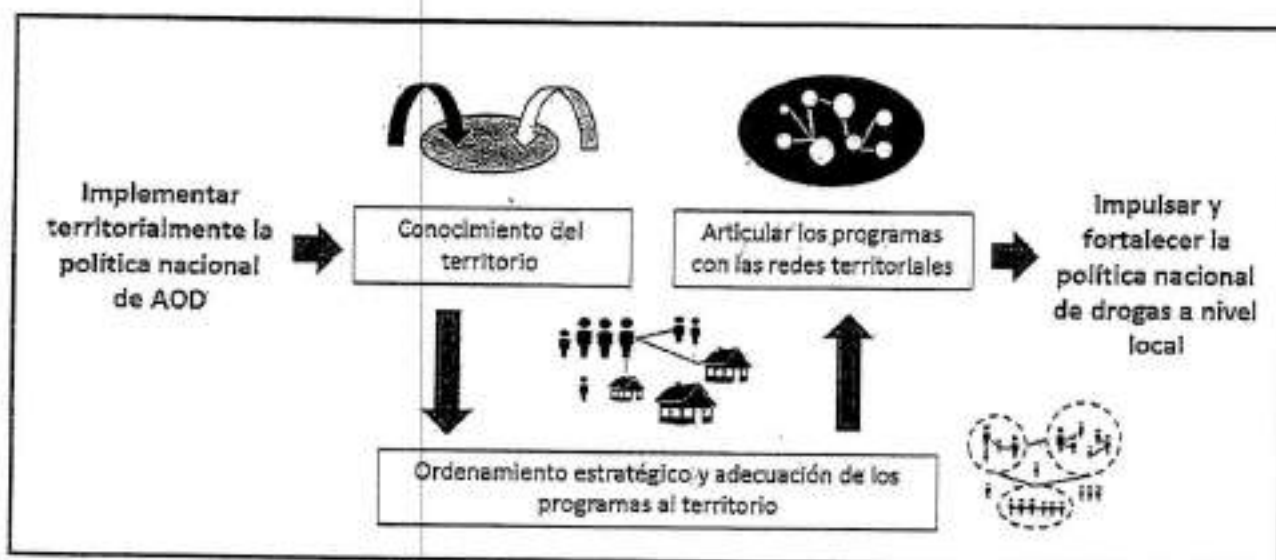 Implementar
territorialmente la
política nacional
de AOD
Conocimiento del
territorio
Ordenamiento estratégico y adecuación de los
programas al territorio
Articular los programas
con las redes territoriales
Impulsar y
fortalecer la
política nacional
de drogas a nivel
local